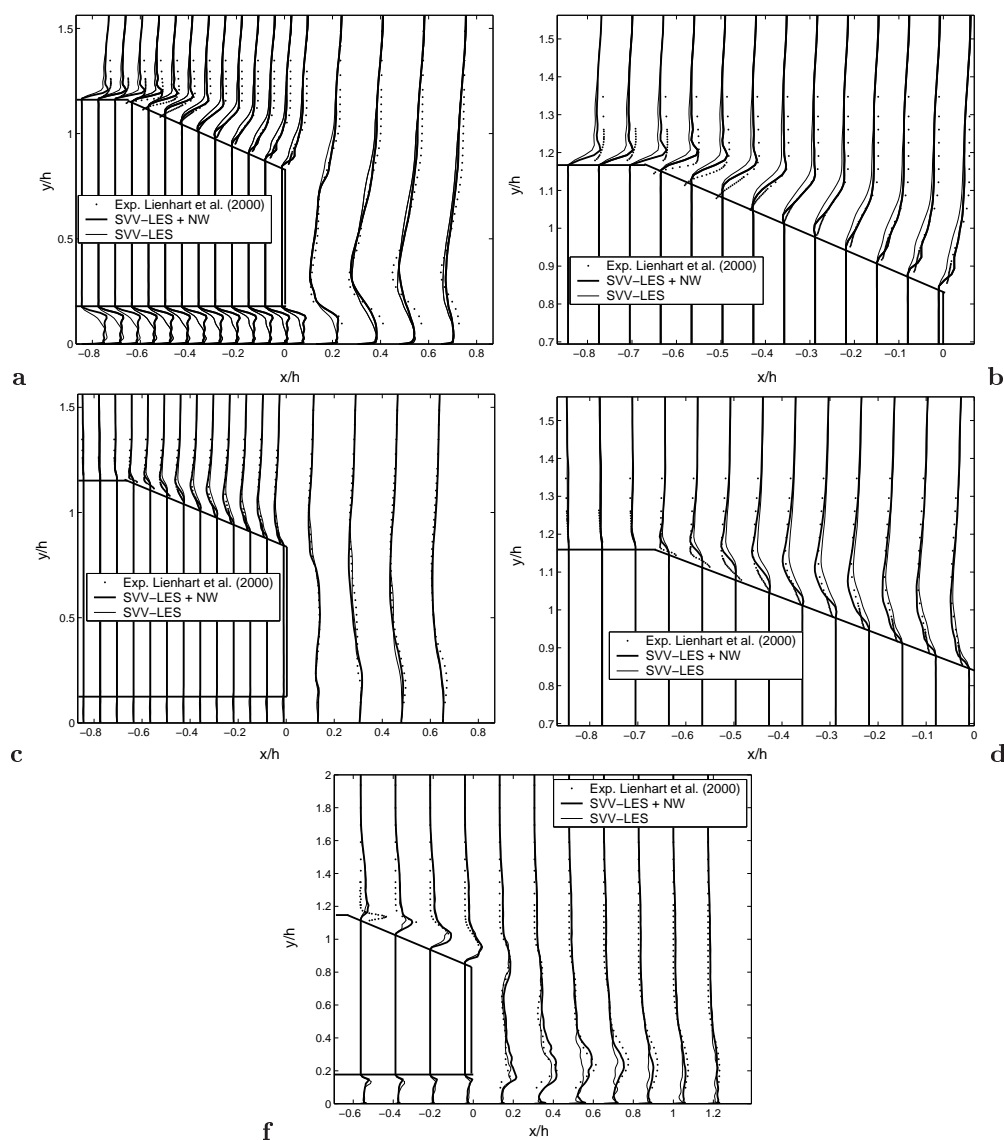 1.5
1
0.5
0
y/h
Exp. Lienhart et al. (2000)
SVV−LES + NW
SVV−LES
−0.8 −0.6 −0.4 −0.2 0 0.2 0.4 0.6 0.8
x/h
a
1.5
1.4
1.3
1.2
1.1
1
0.9
0.8
0.7
y/h
Exp. Lienhart et al. (2000)
SVV−LES + NW
SVV−LES
−0.8 −0.7 −0.6 −0.5 −0.4 −0.3 −0.2 −0.1 0
x/h
b
1.5
1
0.5
0
y/h
Exp. Lienhart et al. (2000)
SVV−LES + NW
SVV−LES
−0.8 −0.6 −0.4 −0.2 0 0.2 0.4 0.6 0.8
x/h
c
1.5
1.4
1.3
1.2
1.1
1
0.9
0.8
0.7
y/h
Exp. Lienhart et al. (2000)
SVV−LES + NW
SVV−LES
−0.8 −0.7 −0.6 −0.5 −0.4 −0.3 −0.2 −0.1 0
x/h
d
2
1.8
1.6
1.4
1.2
1
0.8
0.6
0.4
0.2
0
y/h
Exp. Lienhart et al. (2000)
SVV−LES + NW
SVV−LES
−0.6 −0.4 −0.2 0 0.2 0.4 0.6 0.8 1 1.2
x/h
f